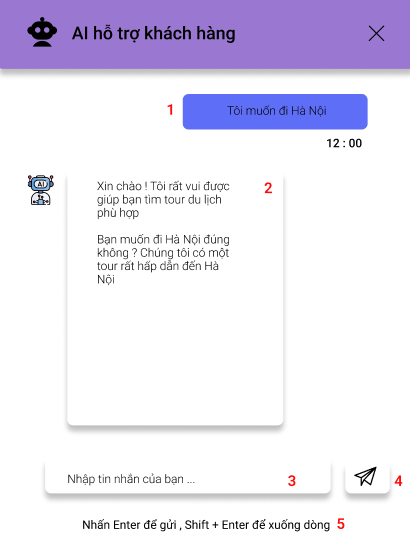 AI hỗ trợ khách hàng
1 Tôi muốn đi Hà Nội
12 : 00
AI
Xin chào ! Tôi rất vui được 2
giúp bạn tìm tour du lịch
phù hợp
Bạn muốn đi Hà Nội đúng
không ? Chúng tôi có một
tour rất hấp dẫn đến Hà
Nội
Nhập tin nhắn của bạn ... 3 4
Nhấn Enter để gửi , Shift + Enter để xuống dòng 5